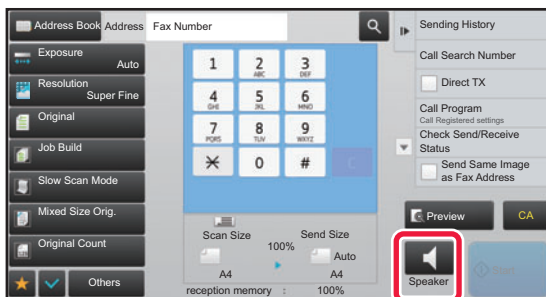 Address Book Address Fax Number
Exposure
Auto
Resolution
Super Fine
Original
Job Build
Slow Scan Mode
Mixed Size Orig.
Original Count
Others
1
2
ABC
3
DEF
4
GHI
5
JKL
6
MNO
7
PQRS
8
TUV
9
WXYZ
0
#
C
Scan Size
100%
Send Size
Auto
A4
A4
reception memory : 100%
Sending History
Call Search Number
Direct TX
Call Program
Call Registered settings
Check Send/Receive
Status
Send Same Image
as Fax Address
Preview
CA
Speaker
Start